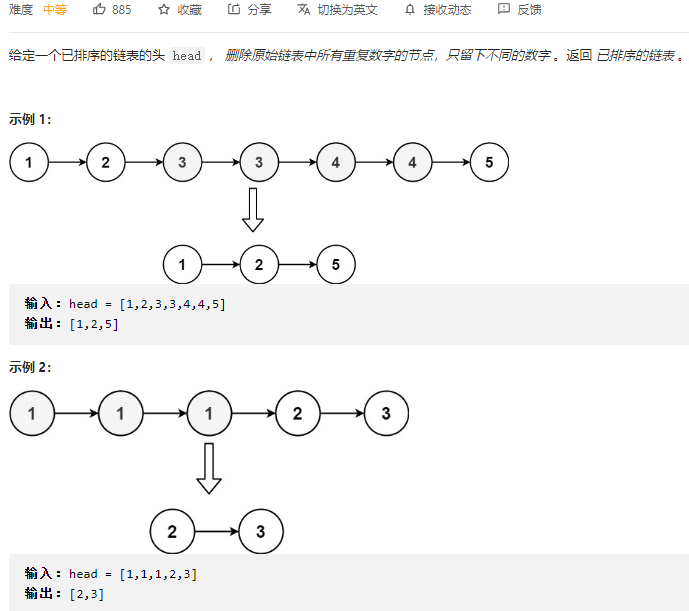 难度 中等 885 收藏 分享 切换为英文 接收动态 反馈
给定一个已排序的链表的头 head ， 删除原始链表中所有重复数字的节点，只留下不同的数字 。返回 已排序的链表 。
示例 1：
1 2 3 3 4 4 5
1 2 5
输入：head = [1,2,3,3,4,4,5]
输出：[1,2,5]
示例 2：
1 1 1 2 3
2 3
输入：head = [1,1,1,2,3]
输出：[2,3]